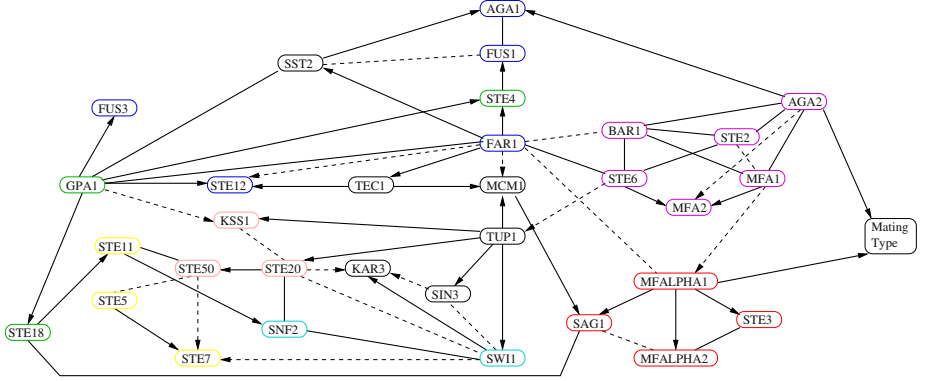 AGA1
FUS1
SST2
STE4
AGA2
FUS3
BAR1
STE2
FAR1
GPA1
STE12
TEC1
MCM1
STE6
MFA1
MFA2
KSS1
TUP1
Mating
Type
STE11
STE50
STE20
KAR3
SIN3
MFALPHA1
STE5
STE18
SNF2
SAG1
STE3
STE7
SWI1
MFALPHA2